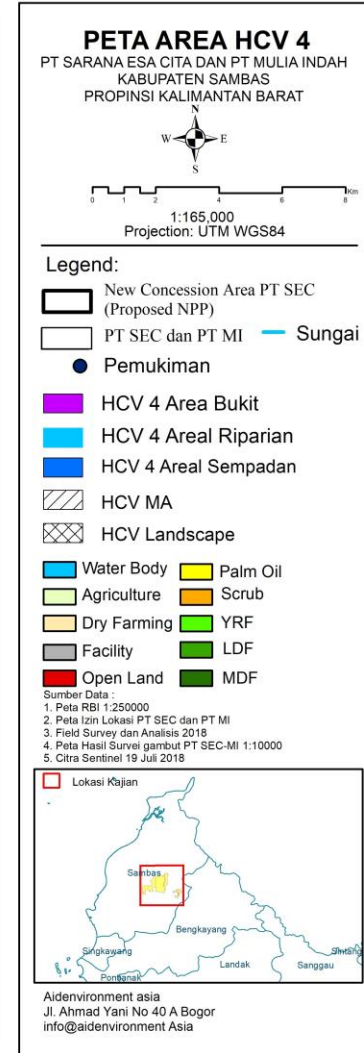 PETA AREA HCV 4
PT SARANA ESA CITA DAN PT MULIA INDAH
KABUPATEN SAMBAS
PROPINSI KALIMANTAN BARAT
N
W E
S
0 1 2 4 6 8 Km
1:165,000
Projection: UTM WGS84
Legend:
New Concession Area PT SEC
(Proposed NPP)
PT SEC dan PT MI Sungai
Pemukiman
HCV 4 Area Bukit
HCV 4 Areal Riparian
HCV 4 Areal Sempadan
HCV MA
HCV Landscape
Water Body Palm Oil
Agriculture Scrub
Dry Farming YRF
Facility LDF
Open Land MDF
Sumber Data :
1. Peta RBI 1:250000
2. Peta Izin Lokasi PT SEC dan PT MI
3. Field Survey dan Analisis 2018
4. Peta Hasil Survei gambut PT SEC-MI 1:10000
5. Citra Sentinel 19 Juli 2018
Lokasi Kajian
Sambas
Bengkayang
Singkawang
Landak
Sanggau
Sintang
Pontianak
Aidenvironment asia
Jl. Ahmad Yani No 40 A Bogor
info@aidenvironment Asia